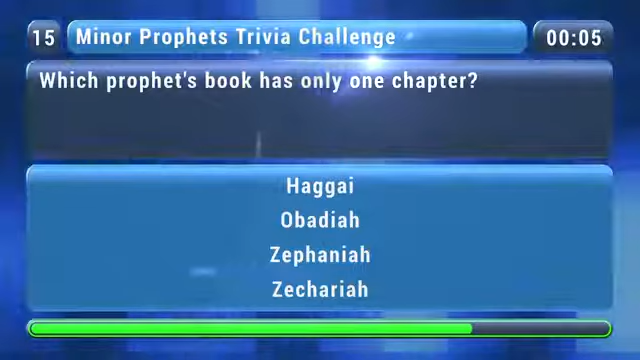 15 Minor Prophets Trivia Challenge 00:05
Which prophet's book has only one chapter?
Haggai
Obadiah
Zephaniah
Zechariah